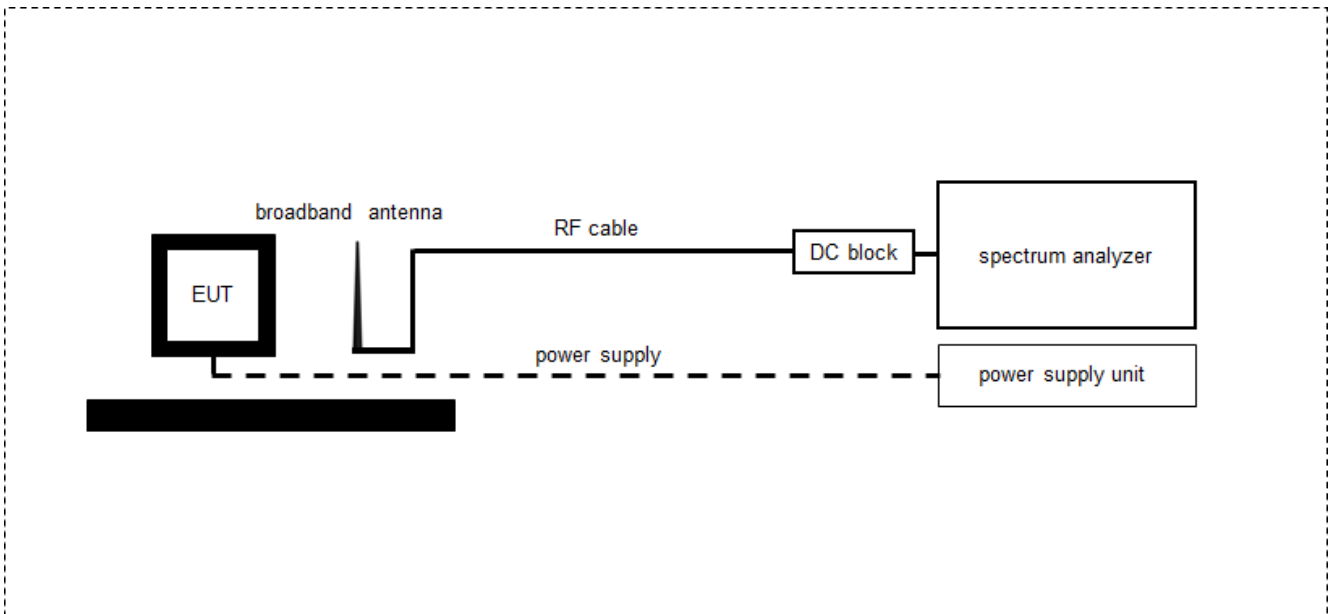 broadband antenna
RF cable
DC block
spectrum analyzer
EUT
power supply
power supply unit